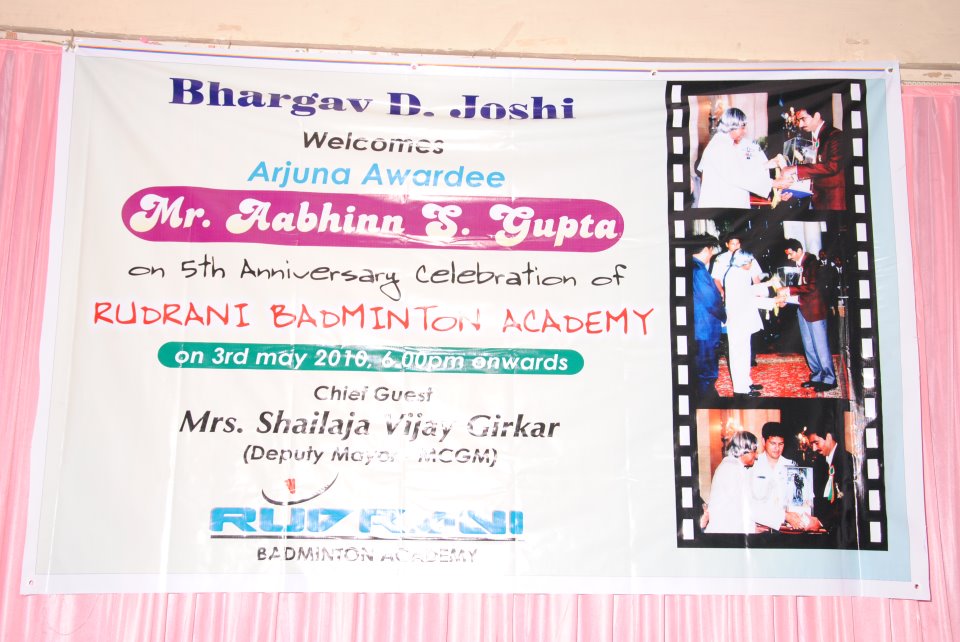 Bhargav D. Joshi
Welcomes
Arjuna Awardee
Mr. Aabhinn S. Gupta
on 5th Anniversary Celebration of
RUDRANI BADMINTON ACADEMY
on 3rd may 2010, 6.00pm onwards
Chief Guest
Mrs. Shailaja Vijay Girkar
(Deputy Mayor - MCGM)
RUDRANI
BADMINTON ACADEMY